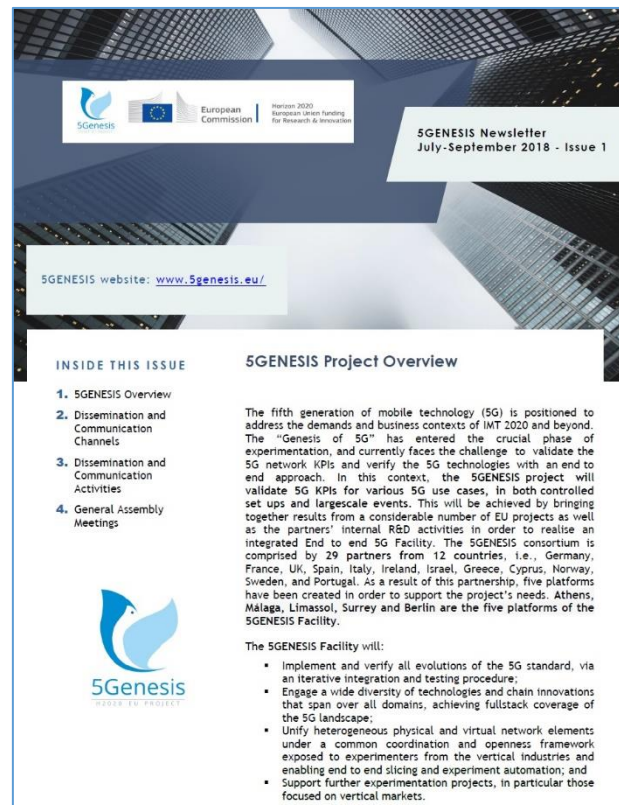 5Genesis
European
Commission
Horizon 2020
European Union funding
for Research & Innovation
5GENESIS Newsletter
July-September 2018 - Issue 1
5GENESIS website: www.5genesis.eu/
INSIDE THIS ISSUE
1. 5GENESIS Overview
2. Dissemination and
Communication
Channels
3. Dissemination and
Communication
Activities
4. General Assembly
Meetings
5Genesis
H2020 EU PROJECT
5GENESIS Project Overview
The fifth generation of mobile technology (5G) is positioned to
address the demands and business contexts of IMT 2020 and beyond.
The “Genesis of 5G” has entered the crucial phase of
experimentation, and currently faces the challenge to validate the
5G network KPIs and verify the 5G technologies with an end to
end approach. In this context, the 5GENESIS project will
validate 5G KPIs for various 5G use cases, in both controlled
set ups and largescale events. This will be achieved by bringing
together results from a considerable number of EU projects as well
as the partners’ internal R&D activities in order to realise an
integrated End to end 5G Facility. The 5GENESIS consortium is
comprised by 29 partners from 12 countries, i.e., Germany,
France, UK, Spain, Italy, Ireland, Israel, Greece, Cyprus, Norway,
Sweden, and Portugal. As a result of this partnership, five platforms
have been created in order to support the project’s needs. Athens,
Málaga, Limassol, Surrey and Berlin are the five platforms of the
5GENESIS Facility.
The 5GENESIS Facility will:
▪ Implement and verify all evolutions of the 5G standard, via
an iterative integration and testing procedure;
▪ Engage a wide diversity of technologies and chain innovations
that span over all domains, achieving fullstack coverage of
the 5G landscape;
▪ Unify heterogeneous physical and virtual network elements
under a common coordination and openness framework
exposed to experimenters from the vertical industries and
enabling end to end slicing and experiment automation; and
▪ Support further experimentation projects, in particular those
focused on vertical markets.